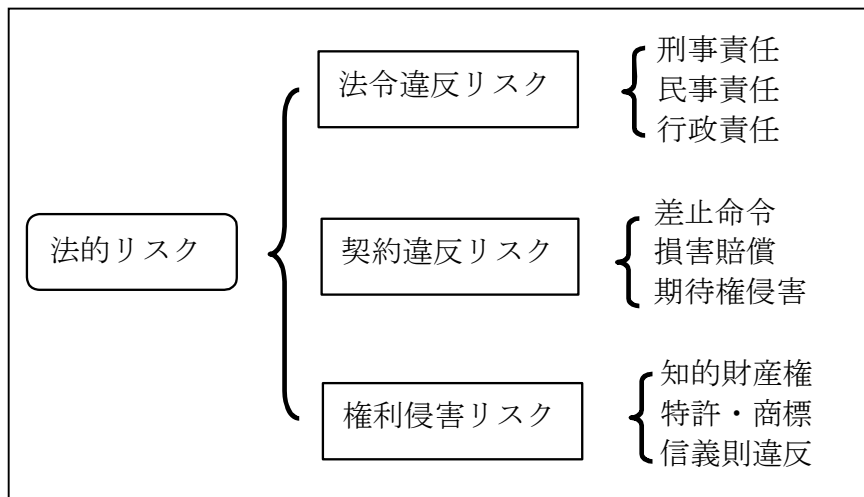 法的リスク
法令違反リスク
刑事責任
民事責任
行政責任
契約違反リスク
差止命令
損害賠償
期待権侵害
権利侵害リスク
知的財産権
特許・商標
信義則違反